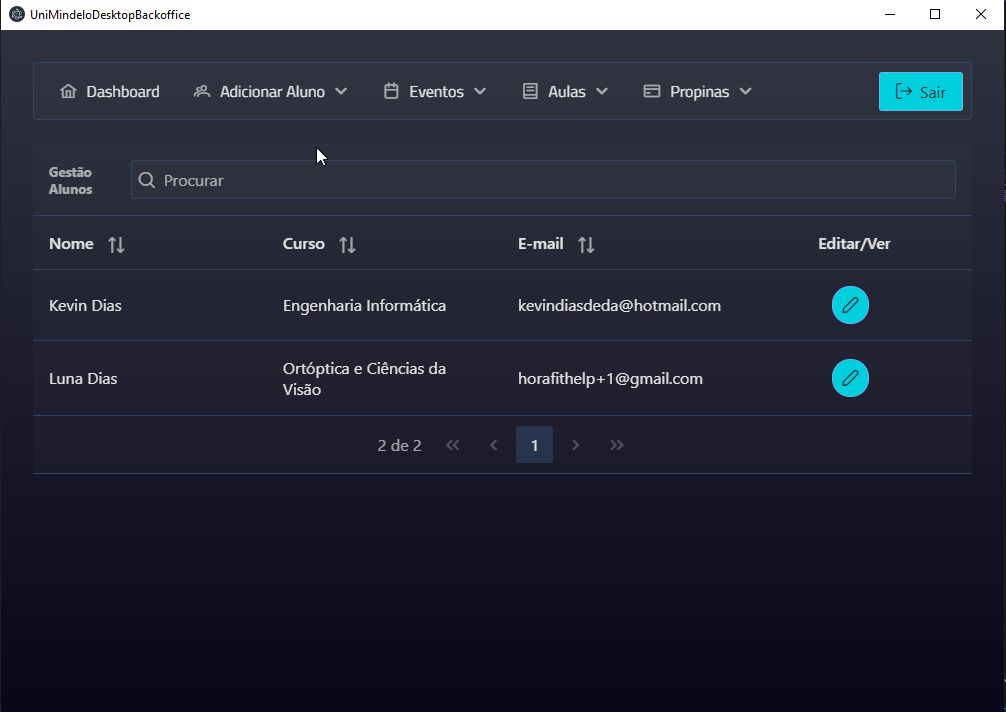 UniMindeloDesktopBackoffice
Dashboard
Adicionar Aluno
Eventos
Aulas
Propinas
Sair
Gestão
Alunos
Procurar
Nome
Curso
E-mail
Editar/Ver
Kevin Dias
Engenharia Informática
kevindiasdeda@hotmail.com
Luna Dias
Ortóptica e Ciências da
Visão
horafithelp+1@gmail.com
2 de 2
1